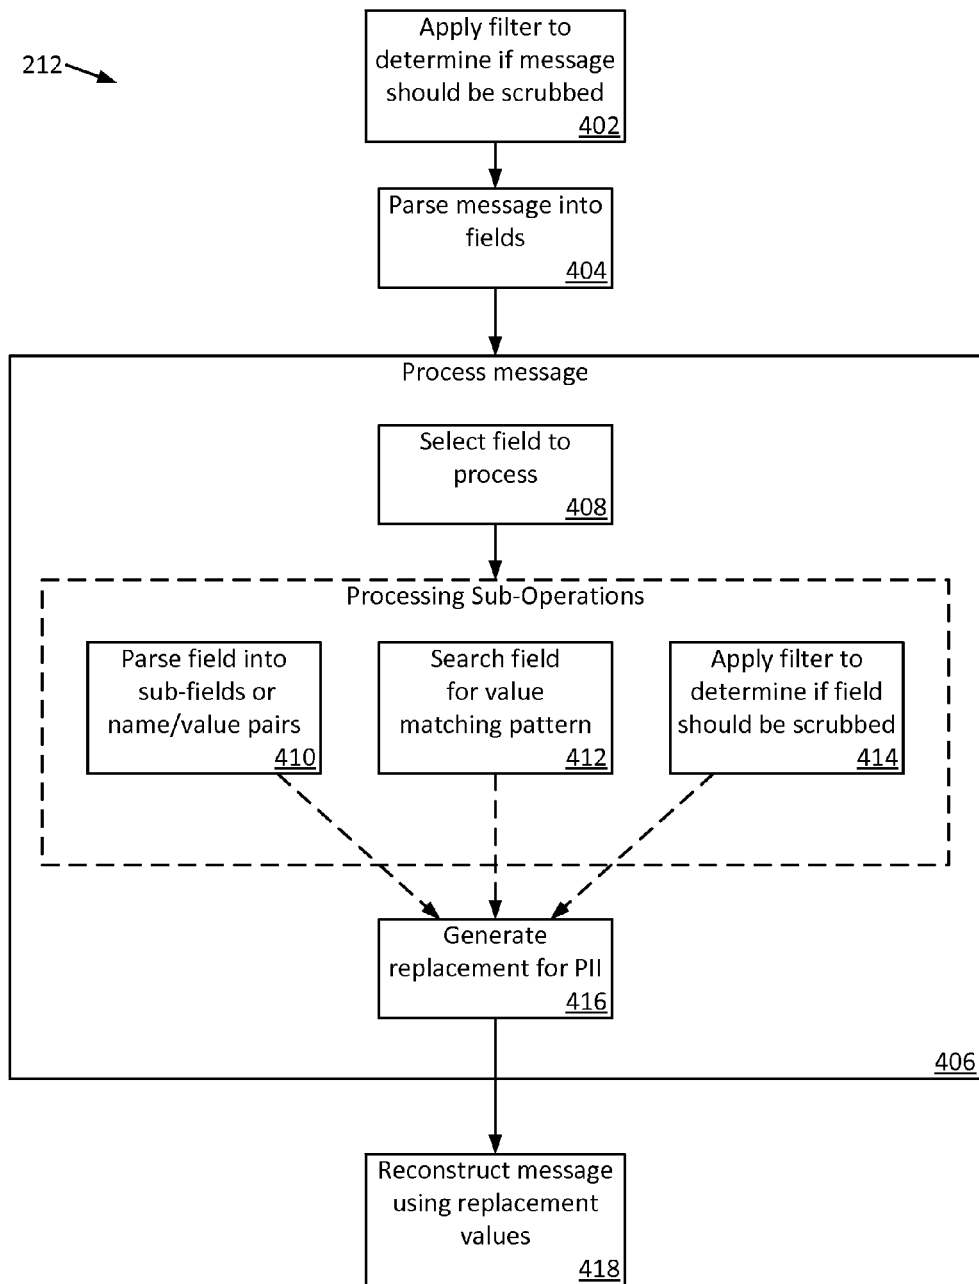 Apply filter to
determine if message
should be scrubbed
402
212
Parse message into
fields
404
Process message
Select field to
process
408
Processing Sub-Operations
Parse field into
sub-fields or
name/value pairs
410
Search field
for value
matching pattern
412
Apply filter to
determine if field
should be scrubbed
414
Generate
replacement for PII
416
406
Reconstruct message
using replacement
values
418